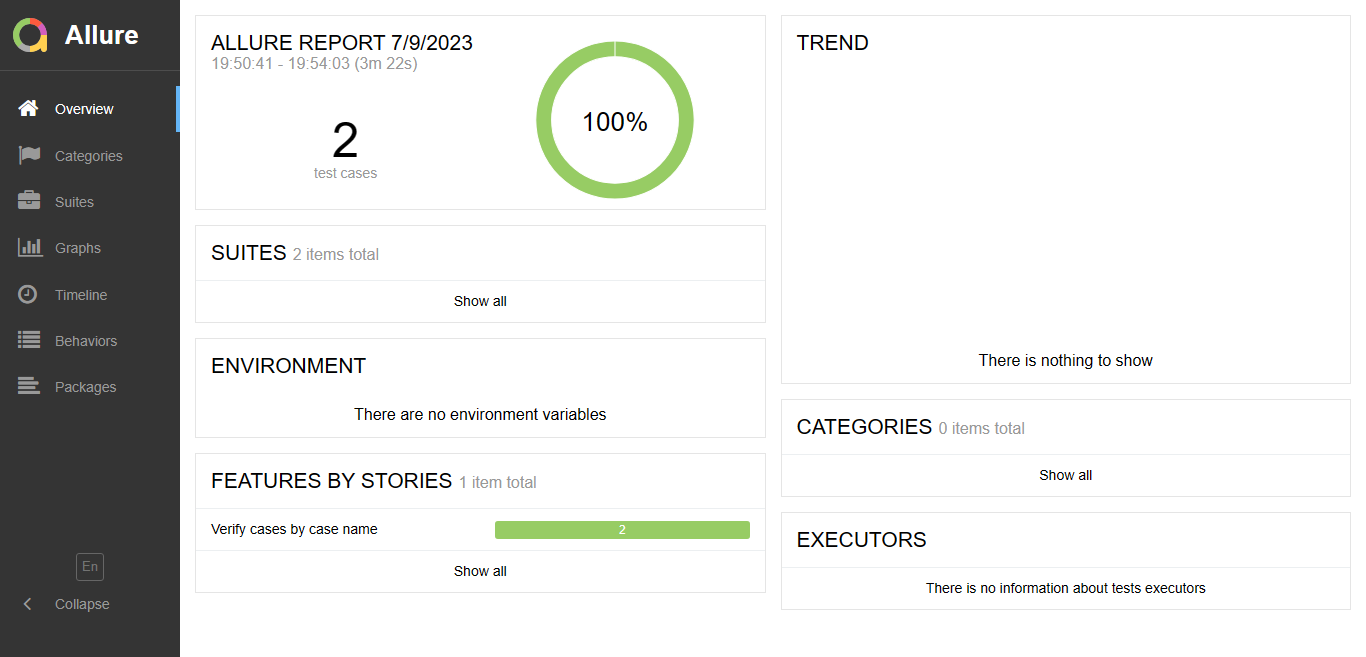 Allure
Overview
Categories
Suites
Graphs
Timeline
Behaviors
Packages
En
Collapse
ALLURE REPORT 7/9/2023
19:50:41 - 19:54:03 (3m 22s)
2
test cases
100%
SUITES 2 items total
Show all
ENVIRONMENT
There are no environment variables
FEATURES BY STORIES 1 item total
Verify cases by case name 2
Show all
TREND
There is nothing to show
CATEGORIES 0 items total
Show all
EXECUTORS
There is no information about tests executors